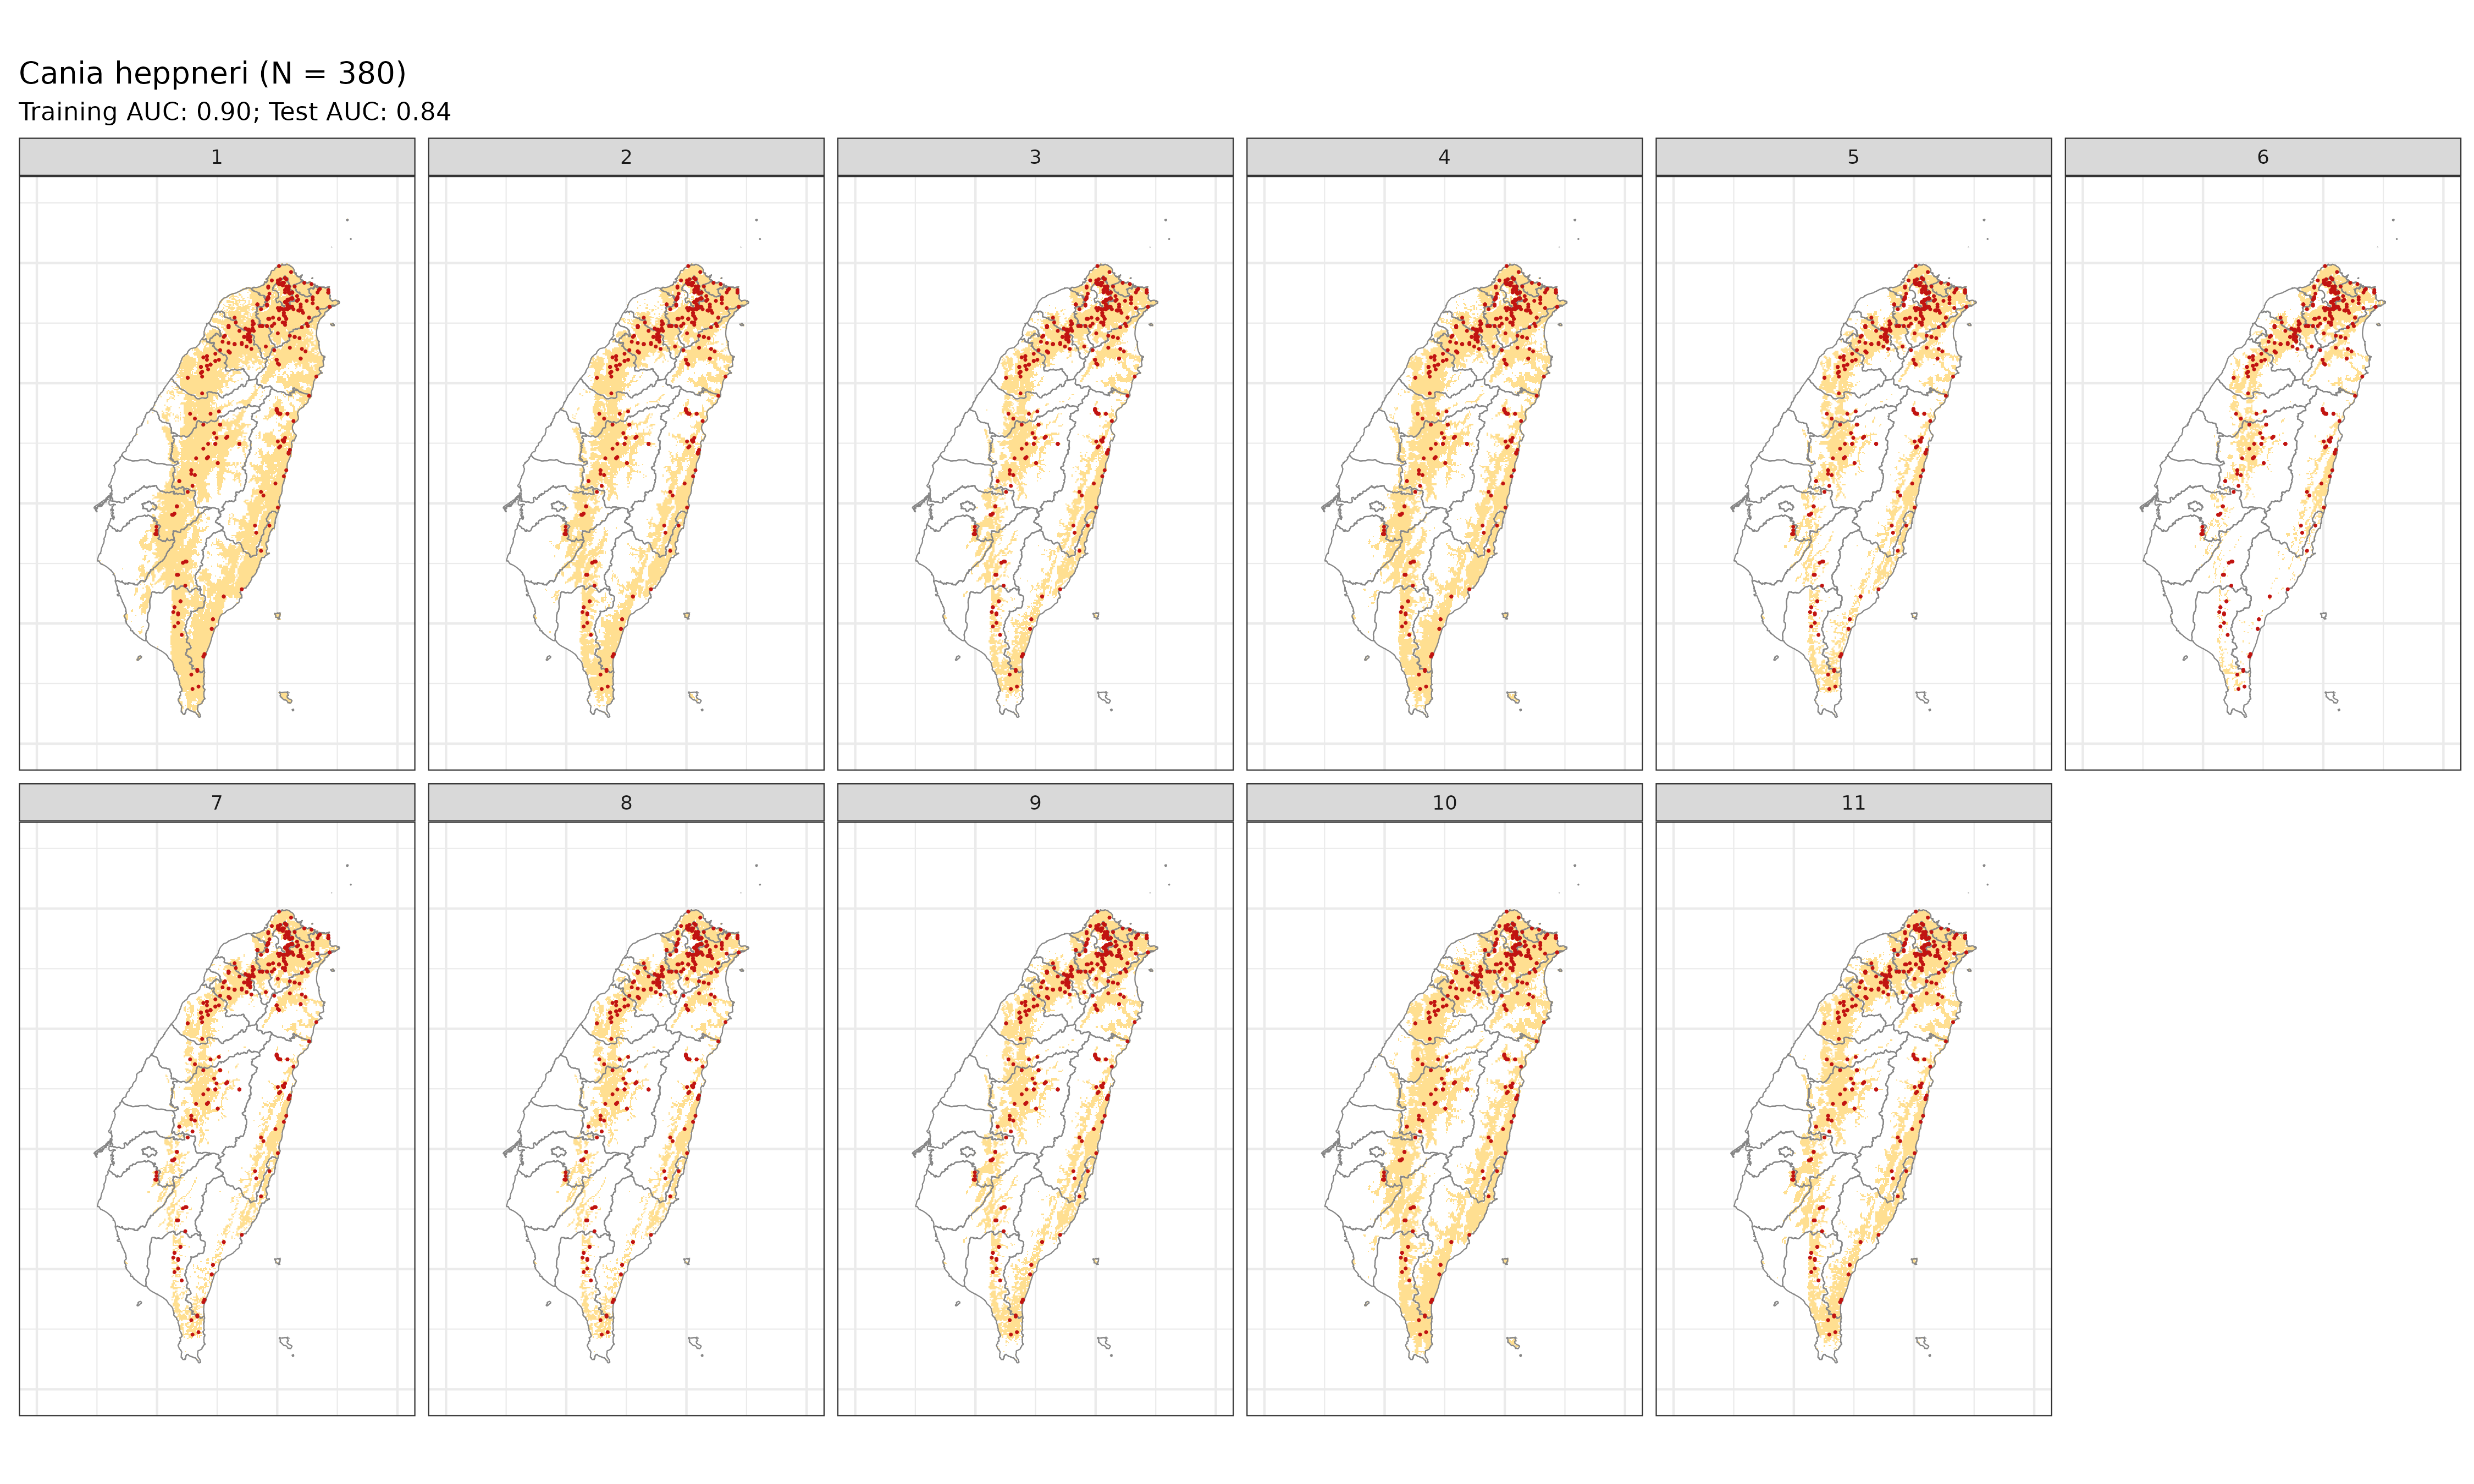 Cania heppneri (N = 380)
Training AUC: 0.90; Test AUC: 0.84
1 2 3 4 5 6
7 8 9 10 11